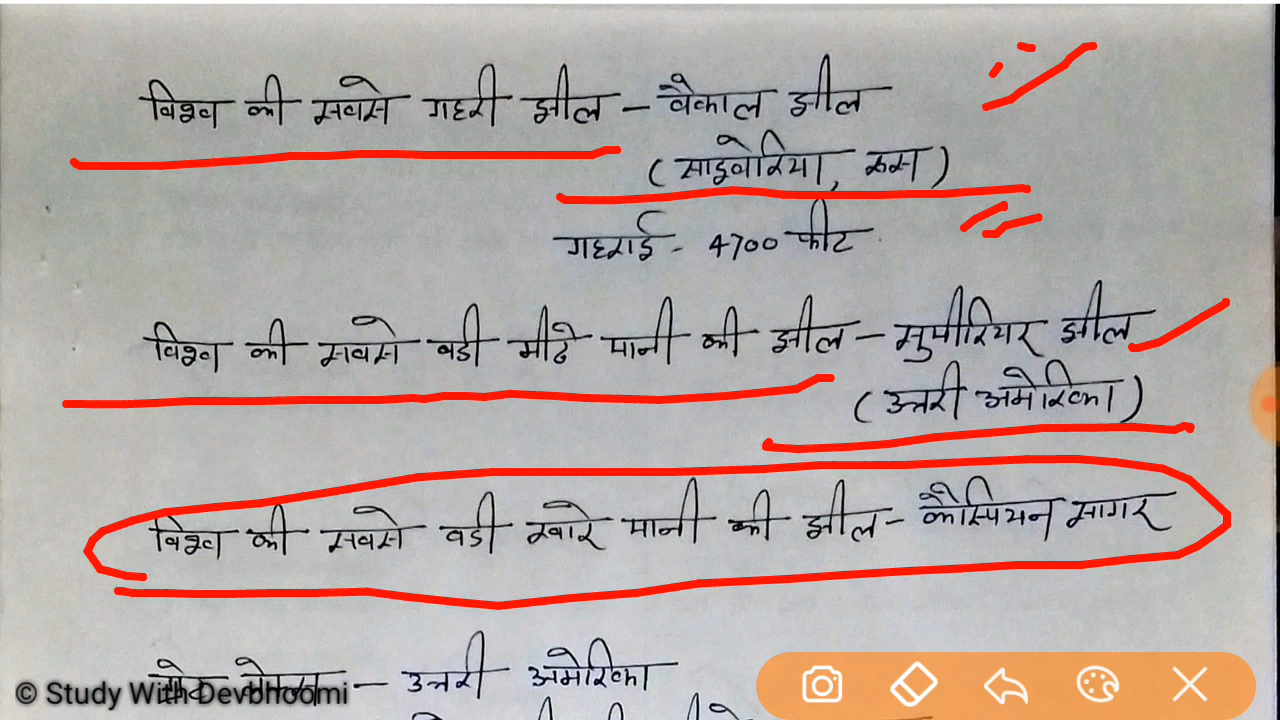 विश्व की सबसे गहरी झील – वैकाल झील
(साइवेरिया, रूस)
गहराई - 4700 फीट
विश्व की सबसे बडी मीठे पानी की झील – सुपीरियर झील
(उत्तरी अमेरिका)
विश्व की सबसे बडी खारे पानी की झील - कैस्पियन सागर
– उत्तरी अमेरिका
© Study With Devbhoomi